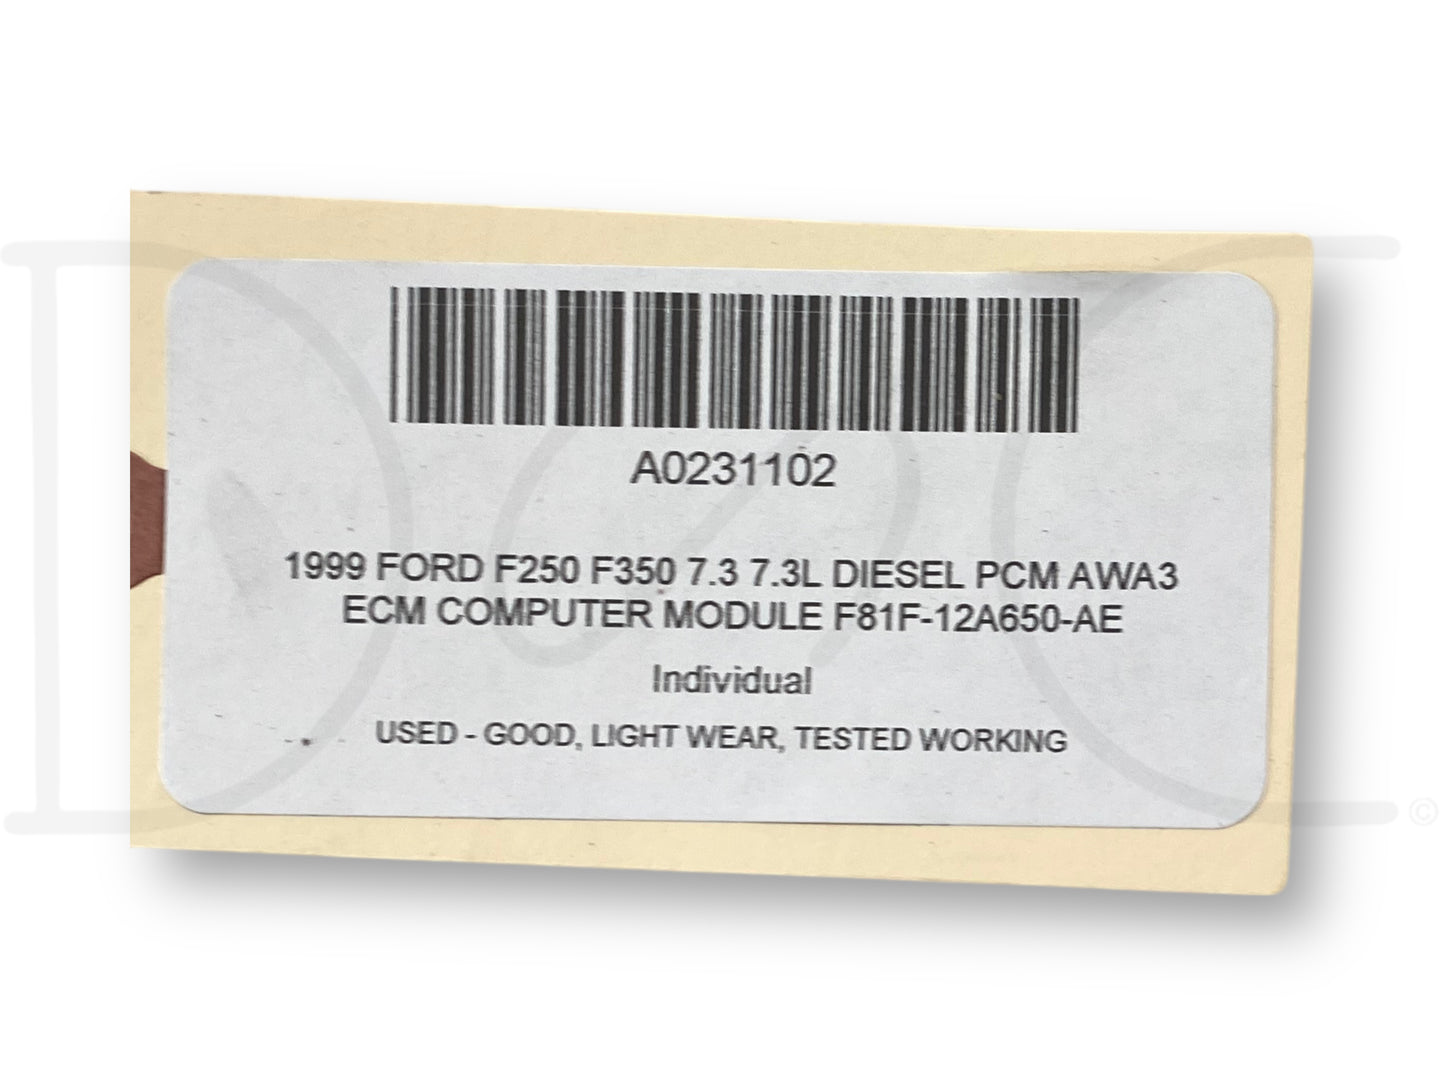 A0231102
1999 FORD F250 F350 7.3 7.3L DIESEL PCM AWA3
ECM COMPUTER MODULE F81F-12A650-AE
Individual
USED - GOOD, LIGHT WEAR, TESTED WORKING
©